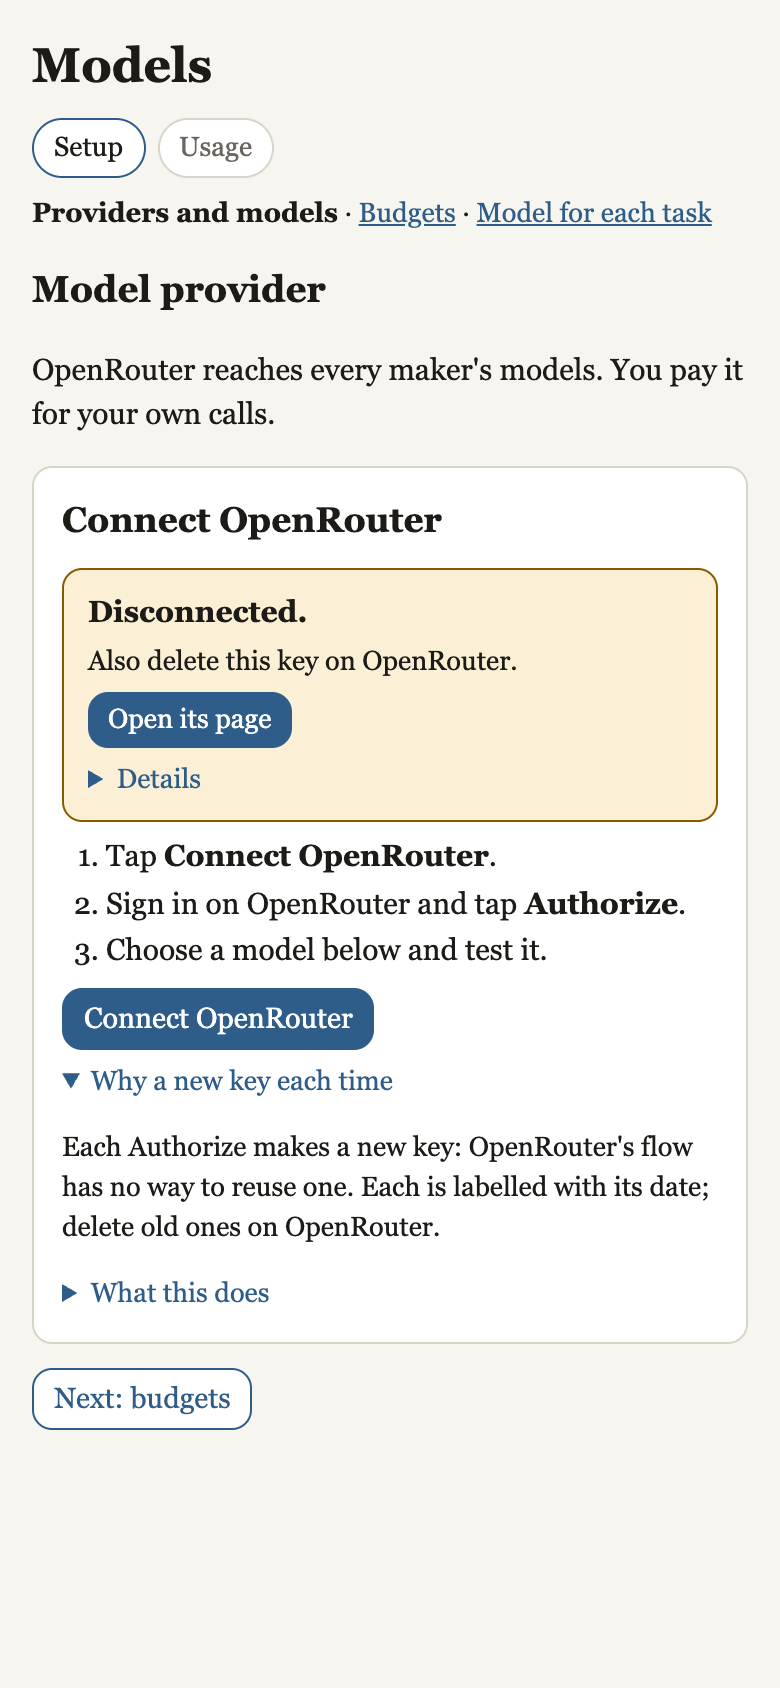 Models
Setup
Usage
Providers and models · Budgets · Model for each task
Model provider
OpenRouter reaches every maker's models. You pay it
for your own calls.
Connect OpenRouter
Disconnected.
Also delete this key on OpenRouter.
Open its page
Details
1. Tap Connect OpenRouter.
2. Sign in on OpenRouter and tap Authorize.
3. Choose a model below and test it.
Connect OpenRouter
Why a new key each time
Each Authorize makes a new key: OpenRouter's flow
has no way to reuse one. Each is labelled with its date;
delete old ones on OpenRouter.
What this does
Next: budgets